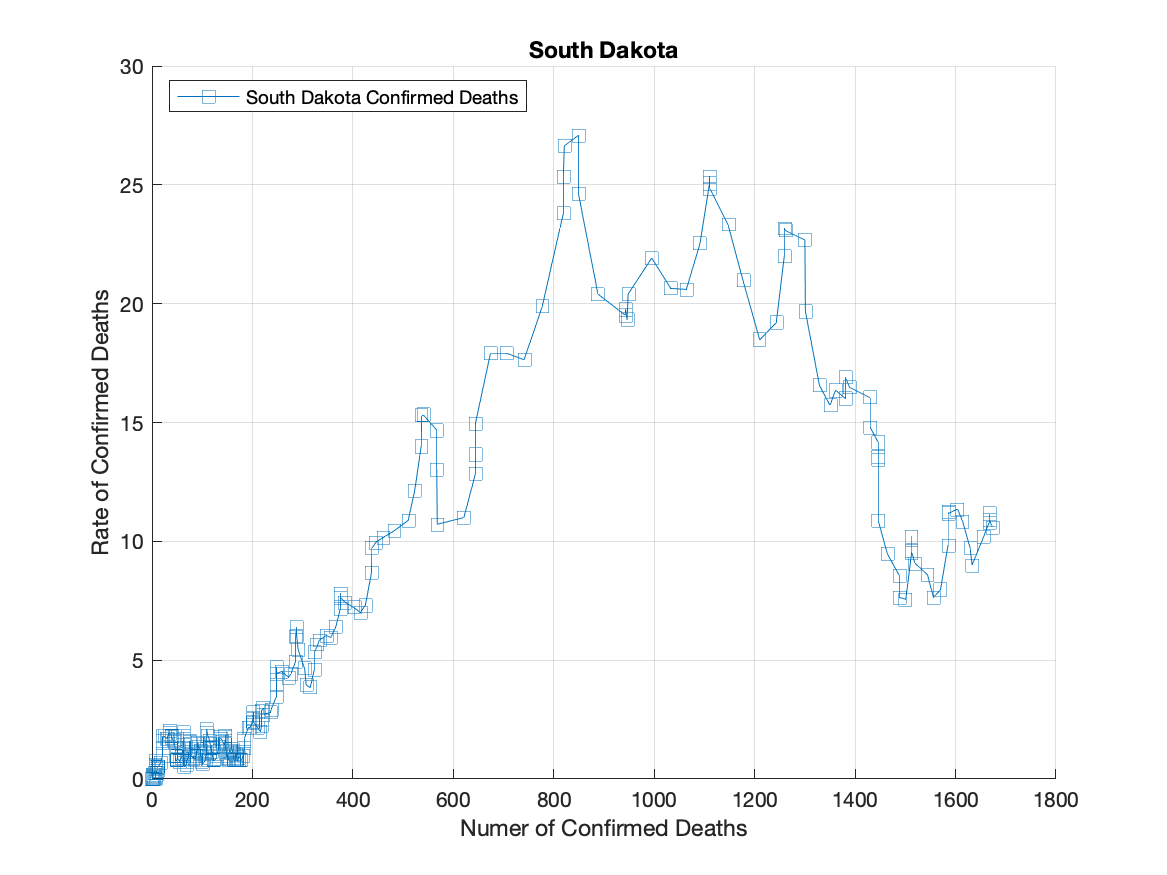 South Dakota
South Dakota Confirmed Deaths
Rate of Confirmed Deaths
30
25
20
15
10
5
0
0 200 400 600 800 1000 1200 1400 1600 1800
Numer of Confirmed Deaths